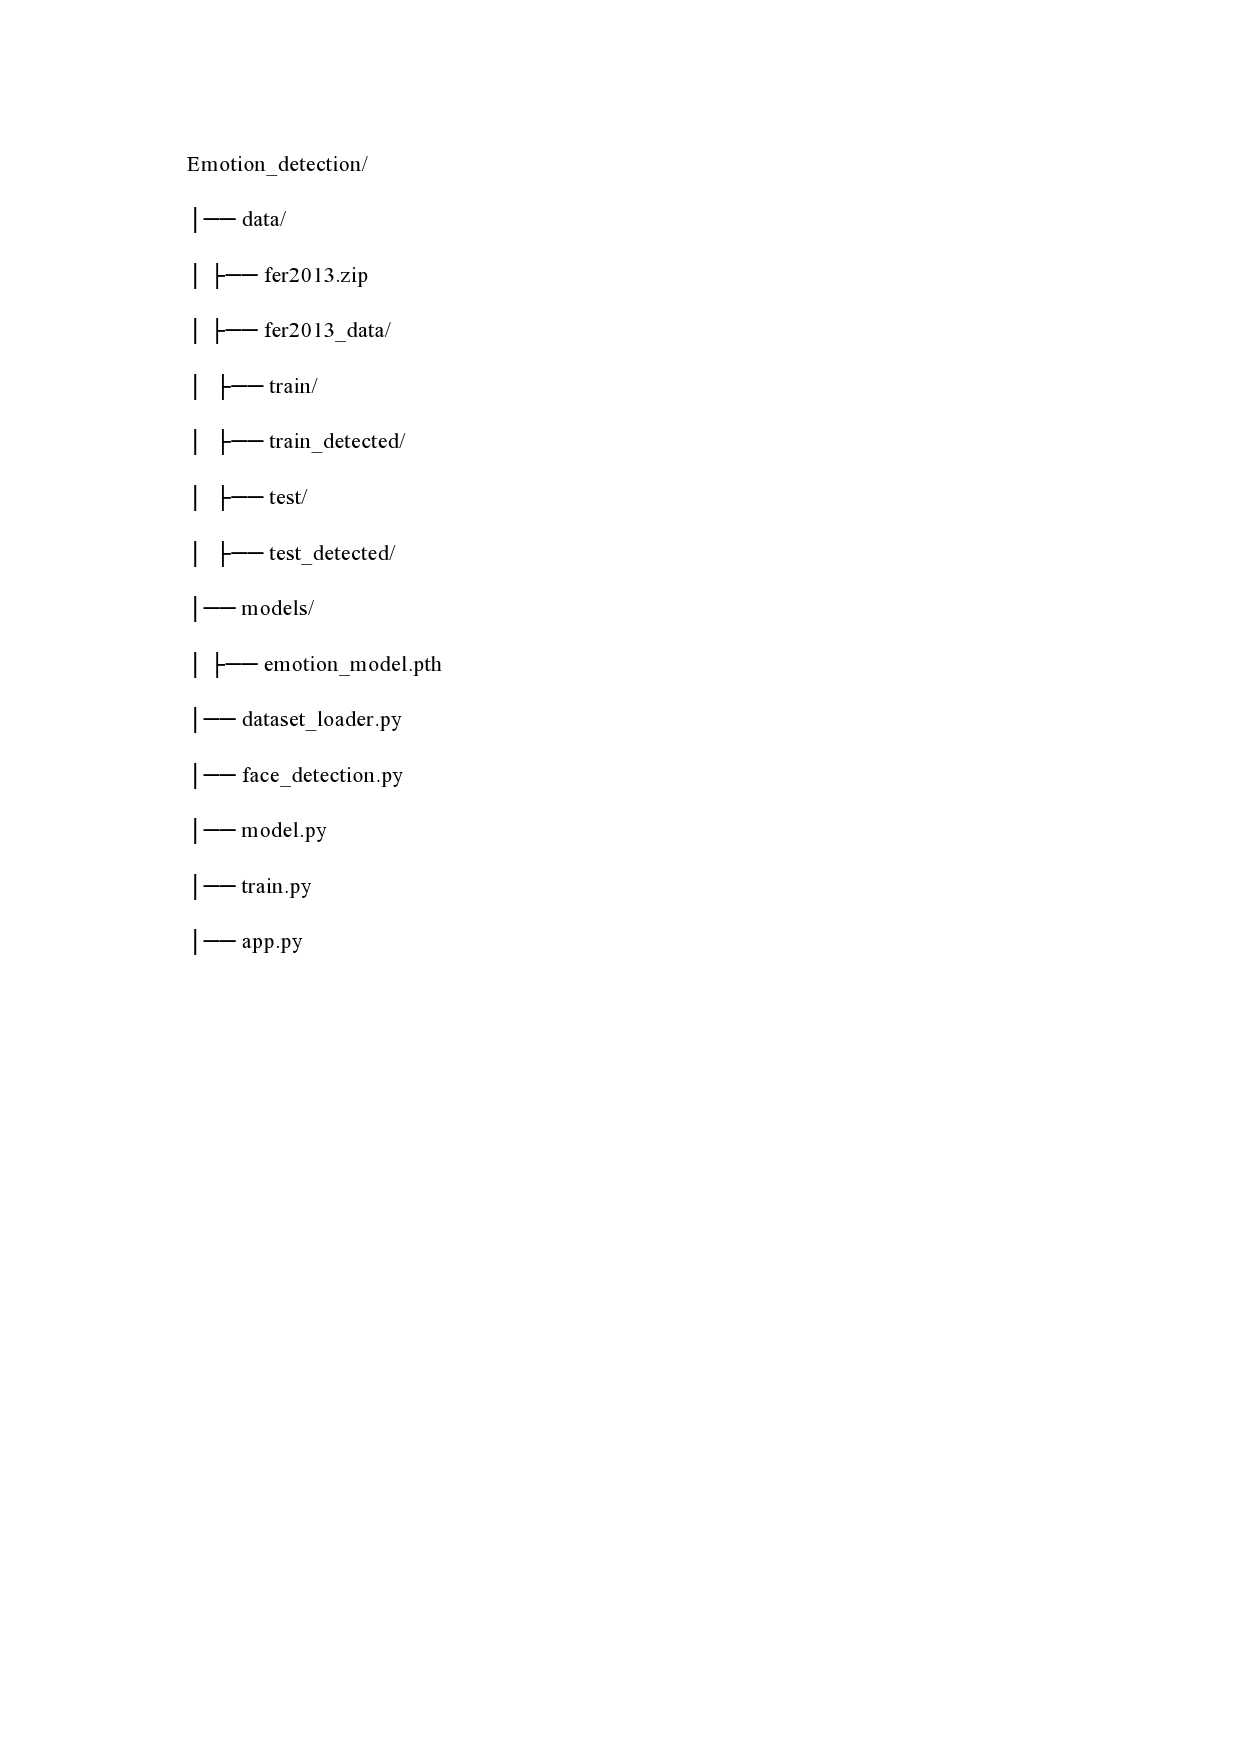 Emotion_detection/
│── data/
│ ├── fer2013.zip
│ ├── fer2013_data/
│  ├── train/
│  ├── train_detected/
│  ├── test/
│  ├── test_detected/
│── models/
│ ├── emotion_model.pth
│── dataset_loader.py
│── face_detection.py
│── model.py
│── train.py
│── app.py